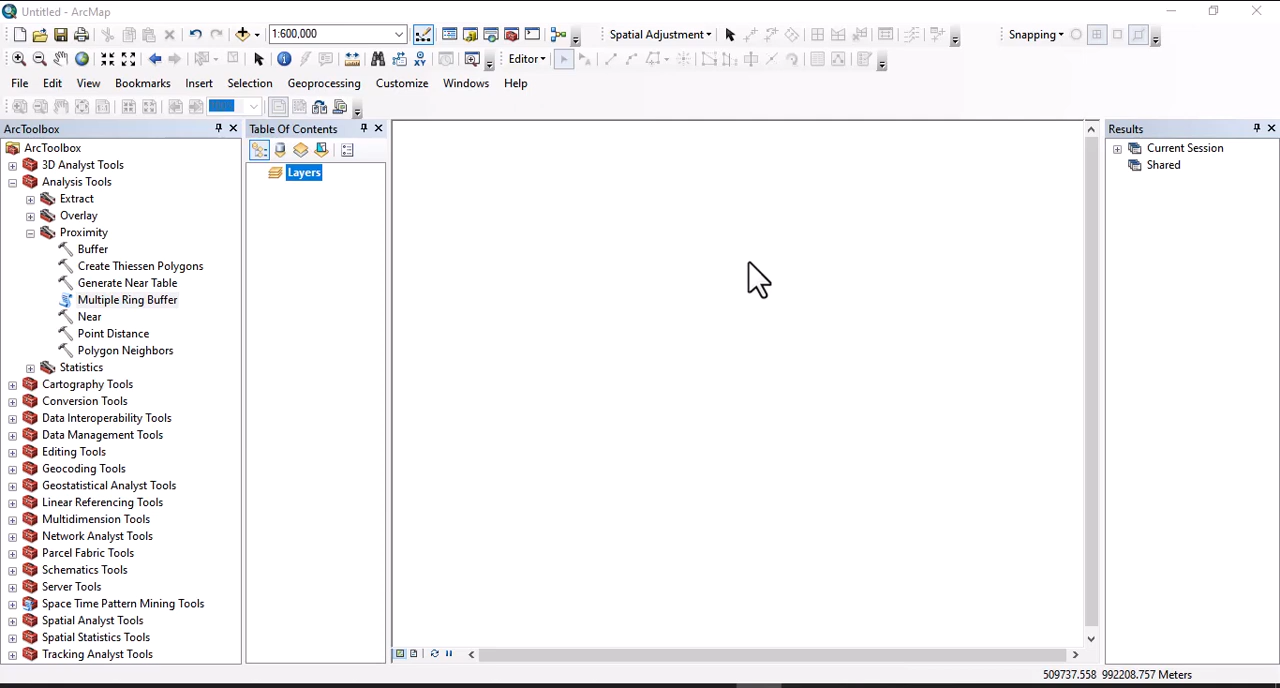 Untitled - ArcMap
1:600,000
Spatial Adjustment
Snapping
Editor
File Edit View Bookmarks Insert Selection Geoprocessing Customize Windows Help
ArcToolbox
ArcToolbox
3D Analyst Tools
Analysis Tools
Extract
Overlay
Proximity
Buffer
Create Thiessen Polygons
Generate Near Table
Multiple Ring Buffer
Near
Point Distance
Polygon Neighbors
Statistics
Cartography Tools
Conversion Tools
Data Interoperability Tools
Data Management Tools
Editing Tools
Geocoding Tools
Geostatistical Analyst Tools
Linear Referencing Tools
Multidimension Tools
Network Analyst Tools
Parcel Fabric Tools
Schematics Tools
Server Tools
Space Time Pattern Mining Tools
Spatial Analyst Tools
Spatial Statistics Tools
Tracking Analyst Tools
Table Of Contents
Layers
Results
Current Session
Shared
509737.558 992208.757 Meters